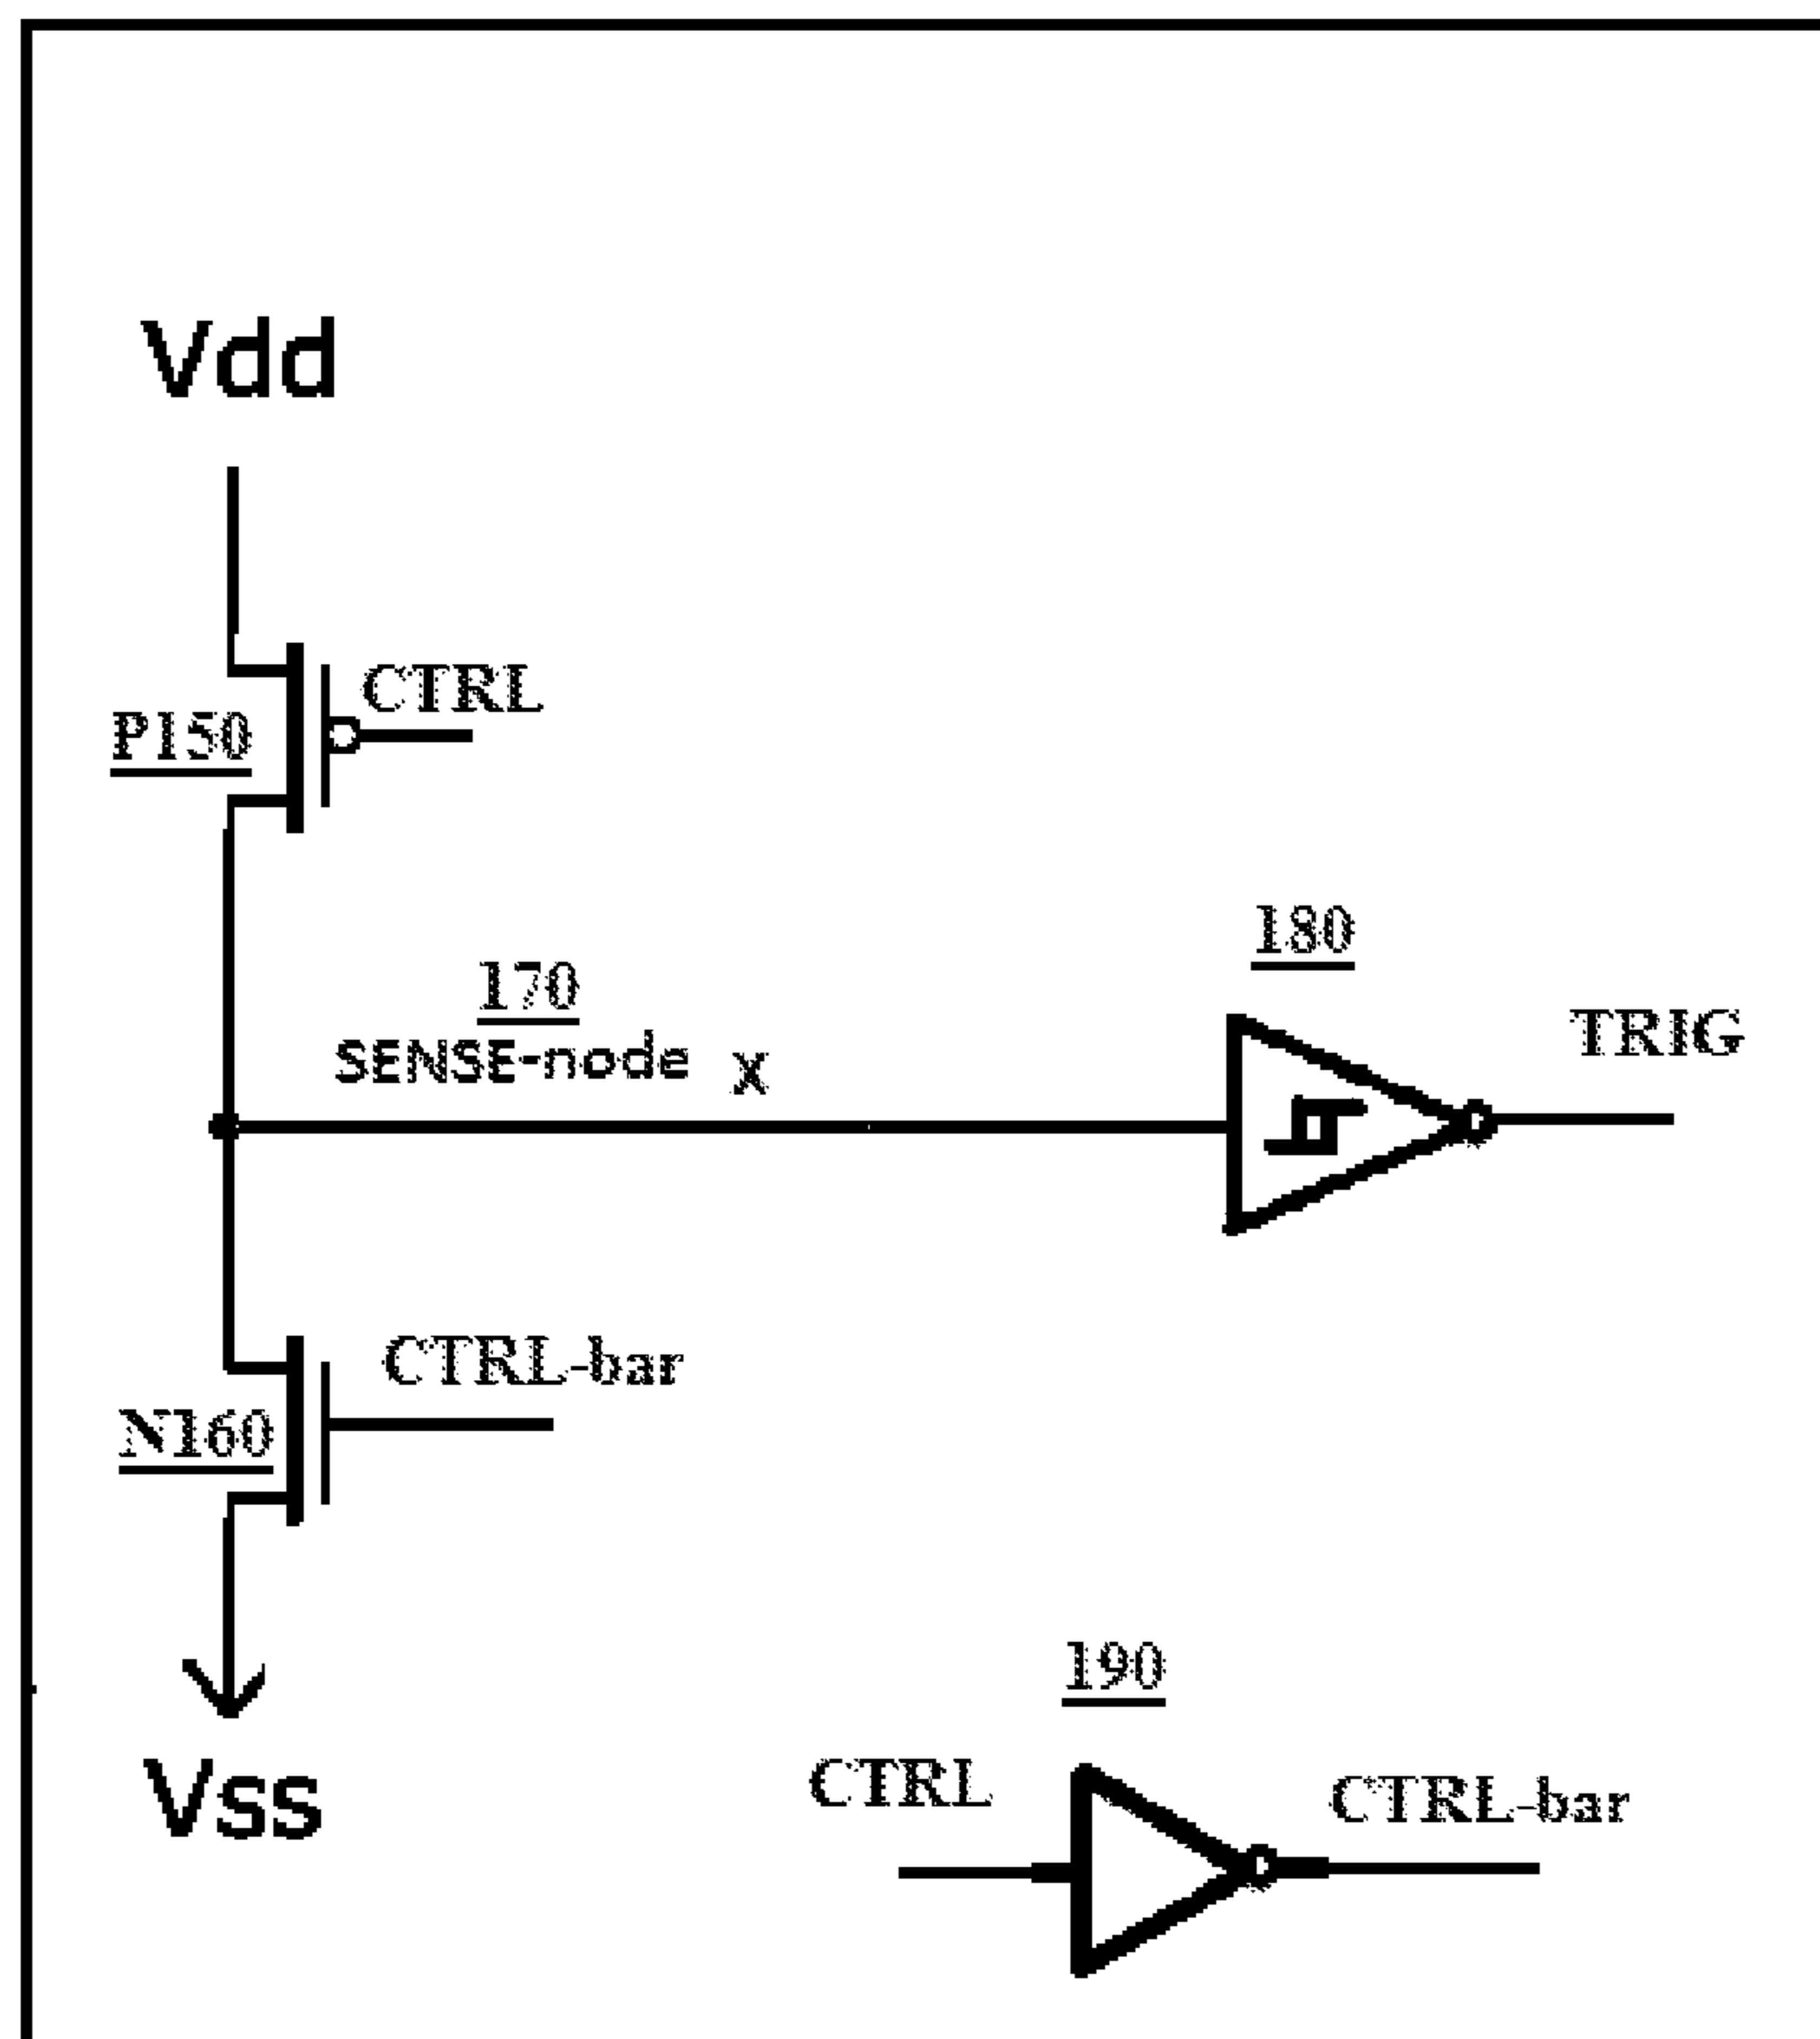 Vdd
CTRL
P150
180
170
TRIG
SENSE-node x
CTRL-bar
N160
190
Vss
CTRL
CTRL-bar